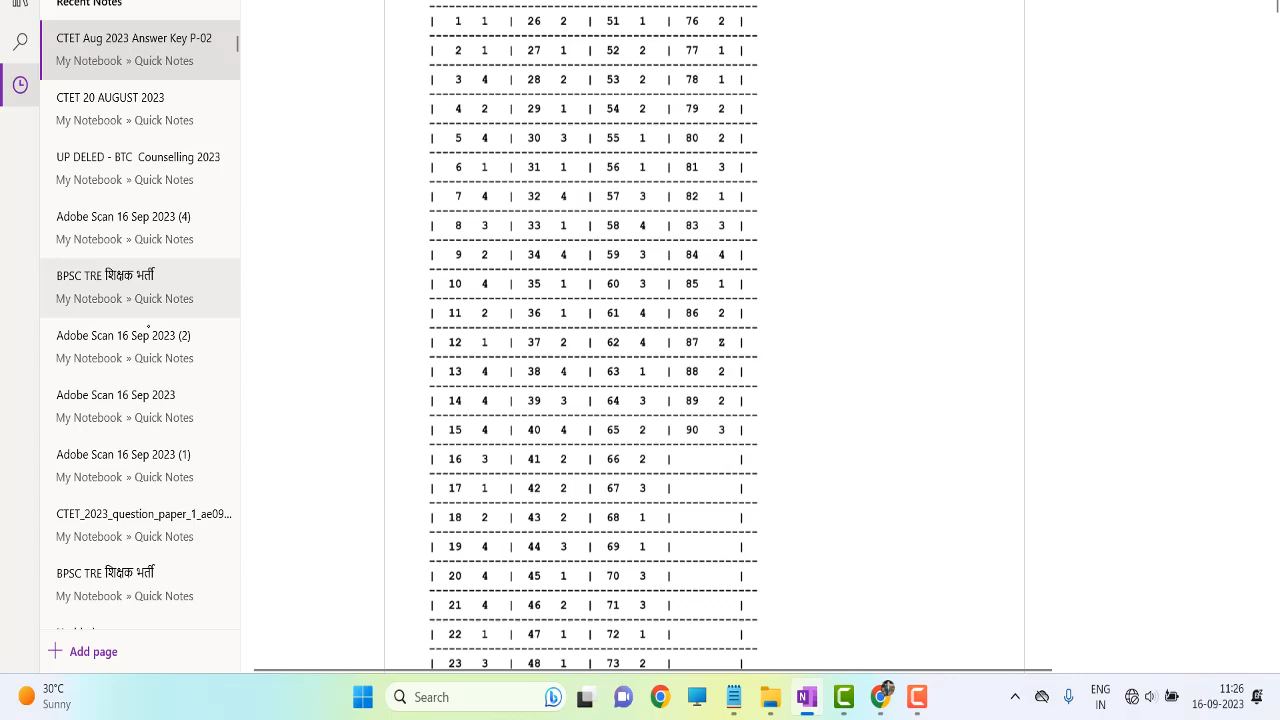 Recent Notes
CTET Aug 2023 Answer Key P-02
My Notebook » Quick Notes
CTET 20 AUGUST 2023
My Notebook » Quick Notes
UP DELED - BTC Counselling 2023
My Notebook » Quick Notes
Adobe Scan 16 Sep 2023 (4)
My Notebook » Quick Notes
BPSC TRE शिक्षक भर्ती
My Notebook » Quick Notes
Adobe Scan 16 Sep 2023 (2)
My Notebook » Quick Notes
Adobe Scan 16 Sep 2023
My Notebook » Quick Notes
Adobe Scan 16 Sep 2023 (1)
My Notebook » Quick Notes
CTET_2023_question_paper_1_ae09...
My Notebook » Quick Notes
BPSC TRE शिक्षक भर्ती
My Notebook » Quick Notes
Add page
| 1 1 | 26 2 | 51 1 | 76 2 |
| 2 1 | 27 1 | 52 2 | 77 1 |
| 3 4 | 28 2 | 53 2 | 78 1 |
| 4 2 | 29 1 | 54 2 | 79 2 |
| 5 4 | 30 3 | 55 1 | 80 2 |
| 6 1 | 31 1 | 56 1 | 81 3 |
| 7 4 | 32 4 | 57 3 | 82 1 |
| 8 3 | 33 1 | 58 4 | 83 3 |
| 9 2 | 34 4 | 59 3 | 84 4 |
| 10 4 | 35 1 | 60 3 | 85 1 |
| 11 2 | 36 1 | 61 4 | 86 2 |
| 12 1 | 37 2 | 62 4 | 87 Z |
| 13 4 | 38 4 | 63 1 | 88 2 |
| 14 4 | 39 3 | 64 3 | 89 2 |
| 15 4 | 40 4 | 65 2 | 90 3 |
| 16 3 | 41 2 | 66 2 | |
| 17 1 | 42 2 | 67 3 | |
| 18 2 | 43 2 | 68 1 | |
| 19 4 | 44 3 | 69 1 | |
| 20 4 | 45 1 | 70 3 | |
| 21 4 | 46 2 | 71 3 | |
| 22 1 | 47 1 | 72 1 | |
| 23 3 | 48 1 | 73 2 | |
30°C
Search
ENG
IN
11:26
16-09-2023